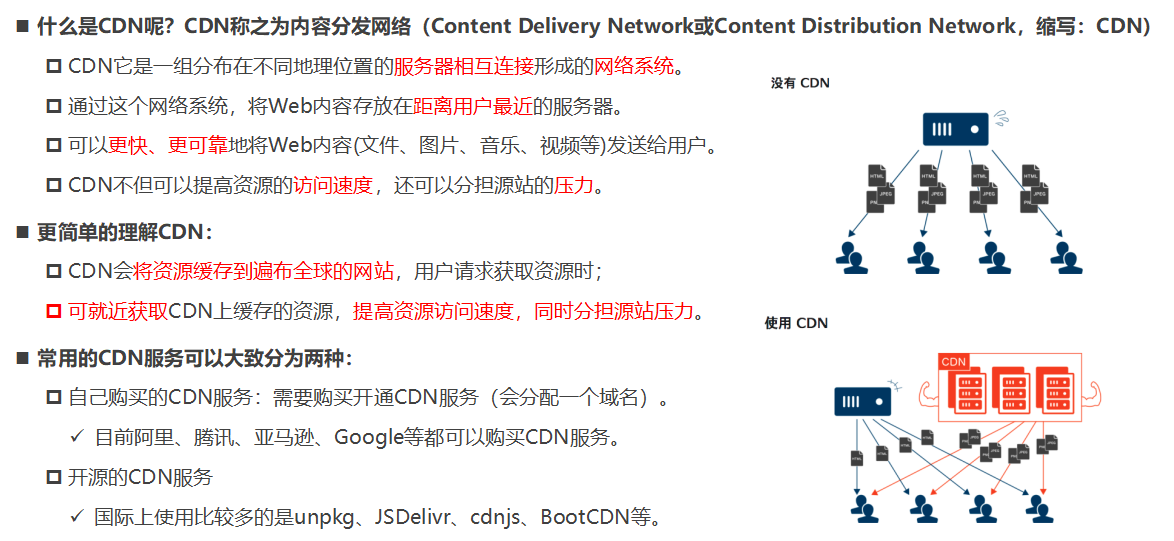 ■ 什么是CDN呢？CDN称之为内容分发网络（Content Delivery Network或Content Distribution Network，缩写：CDN）
CDN它是一组分布在不同地理位置的服务器相互连接形成的网络系统。
通过这个网络系统，将Web内容存放在距离用户最近的服务器。
可以更快、更可靠地将Web内容(文件、图片、音乐、视频等)发送给用户。
CDN不但可以提高资源的访问速度，还可以分担源站的压力。
■ 更简单的理解CDN：
CDN会将资源缓存到遍布全球的网站，用户请求获取资源时；
可就近获取CDN上缓存的资源，提高资源访问速度，同时分担源站压力。
■ 常用的CDN服务可以大致分为两种：
自己购买的CDN服务：需要购买开通CDN服务（会分配一个域名）。
✓ 目前阿里、腾讯、亚马逊、Google等都可以购买CDN服务。
开源的CDN服务
✓ 国际上使用比较多的是unpkg、JSDelivr、cdnjs、BootCDN等。
没有 CDN
HTML
JPEG
HTML
JPEG
HTML
JPEG
HTML
JPEG
使用 CDN
CDN
HTML
HTML
HTML
HTML
JPEG
JPEG
JPEG
JPEG